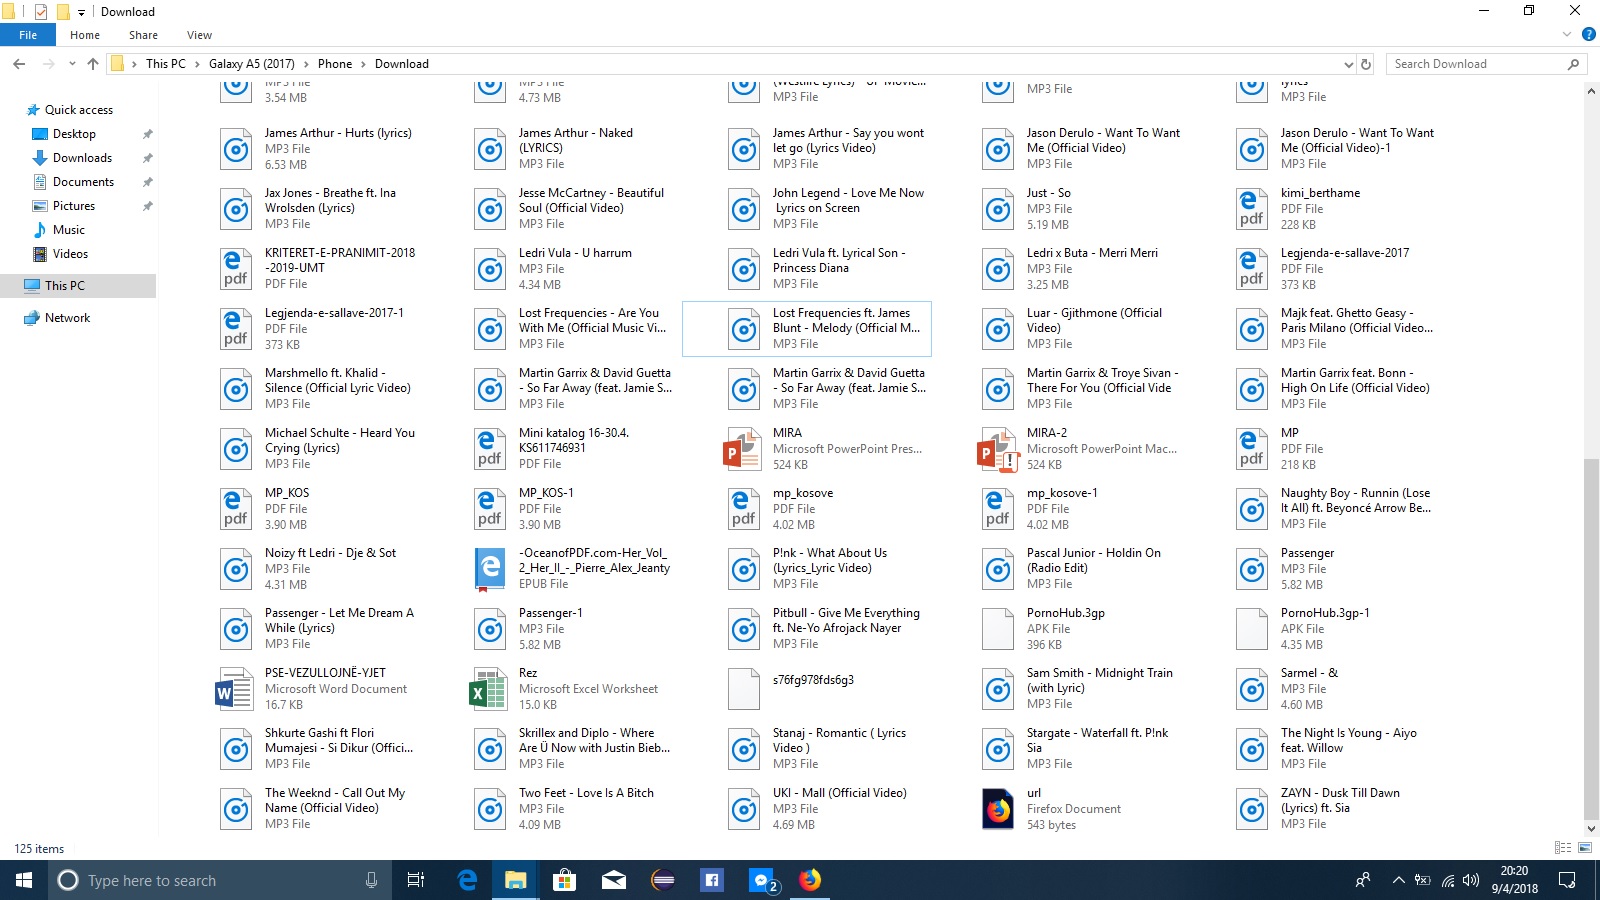 Download
File Home Share View
This PC Galaxy A5 (2017) Phone Download
Search Download
Quick access
Desktop
Downloads
Documents
Pictures
Music
Videos
This PC
Network
3.54 MB
4.73 MB
MP3 File
MP3 File
MP3 File
James Arthur - Hurts (lyrics)
MP3 File
6.53 MB
James Arthur - Naked
(LYRICS)
MP3 File
James Arthur - Say you wont
let go (Lyrics Video)
MP3 File
Jason Derulo - Want To Want
Me (Official Video)
MP3 File
Jason Derulo - Want To Want
Me (Official Video)-1
MP3 File
Jax Jones - Breathe ft. Ina
Wrolsden (Lyrics)
MP3 File
Jesse McCartney - Beautiful
Soul (Official Video)
MP3 File
John Legend - Love Me Now
Lyrics on Screen
MP3 File
Just - So
MP3 File
5.19 MB
kimi_berthame
PDF File
228 KB
KRITERET-E-PRANIMIT-2018
-2019-UMT
PDF File
Ledri Vula - U harrum
MP3 File
4.34 MB
Ledri Vula ft. Lyrical Son -
Princess Diana
MP3 File
Ledri x Buta - Merri Merri
MP3 File
3.25 MB
Legjenda-e-sallave-2017
PDF File
373 KB
Legjenda-e-sallave-2017-1
PDF File
373 KB
Lost Frequencies - Are You
With Me (Official Music Vi...
MP3 File
Lost Frequencies ft. James
Blunt - Melody (Official M...
MP3 File
Luar - Gjithmone (Official
Video)
MP3 File
Majk feat. Ghetto Geasy -
Paris Milano (Official Video...
MP3 File
Marshmello ft. Khalid -
Silence (Official Lyric Video)
MP3 File
Martin Garrix & David Guetta
- So Far Away (feat. Jamie S...
MP3 File
Martin Garrix & David Guetta
- So Far Away (feat. Jamie S...
MP3 File
Martin Garrix & Troye Sivan -
There For You (Official Vide
MP3 File
Martin Garrix feat. Bonn -
High On Life (Official Video)
MP3 File
Michael Schulte - Heard You
Crying (Lyrics)
MP3 File
Mini katalog 16-30.4.
KS611746931
PDF File
MIRA
Microsoft PowerPoint Pres...
524 KB
MIRA-2
Microsoft PowerPoint Mac...
524 KB
MP
PDF File
218 KB
MP_KOS
PDF File
3.90 MB
MP_KOS-1
PDF File
3.90 MB
mp_kosove
PDF File
4.02 MB
mp_kosove-1
PDF File
4.02 MB
Naughty Boy - Runnin (Lose
It All) ft. Beyoncé Arrow Be...
MP3 File
Noizy ft Ledri - Dje & Sot
MP3 File
4.31 MB
-OceanofPDF.com-Her_Vol_
2_Her_II_-_Pierre_Alex_Jeanty
EPUB File
P!nk - What About Us
(Lyrics_Lyric Video)
MP3 File
Pascal Junior - Holdin On
(Radio Edit)
MP3 File
Passenger
MP3 File
5.82 MB
Passenger - Let Me Dream A
While (Lyrics)
MP3 File
Passenger-1
MP3 File
5.82 MB
Pitbull - Give Me Everything
ft. Ne-Yo Afrojack Nayer
MP3 File
PornoHub.3gp
APK File
396 KB
PornoHub.3gp-1
APK File
4.35 MB
PSE-VEZULLOJNË-YJET
Microsoft Word Document
16.7 KB
Rez
Microsoft Excel Worksheet
15.0 KB
s76fg978fds6g3
Sam Smith - Midnight Train
(with Lyric)
MP3 File
Sarmel - &
MP3 File
4.60 MB
Shkurte Gashi ft Flori
Mumajesi - Si Dikur (Offici...
MP3 File
Skrillex and Diplo - Where
Are Ü Now with Justin Bieb...
MP3 File
Stanaj - Romantic ( Lyrics
Video )
MP3 File
Stargate - Waterfall ft. P!nk
Sia
MP3 File
The Night Is Young - Aiyo
feat. Willow
MP3 File
The Weeknd - Call Out My
Name (Official Video)
MP3 File
Two Feet - Love Is A Bitch
MP3 File
4.09 MB
UKI - Mall (Official Video)
MP3 File
4.69 MB
url
Firefox Document
543 bytes
ZAYN - Dusk Till Dawn
(Lyrics) ft. Sia
MP3 File
125 items
Type here to search
2
20:20
9/4/2018